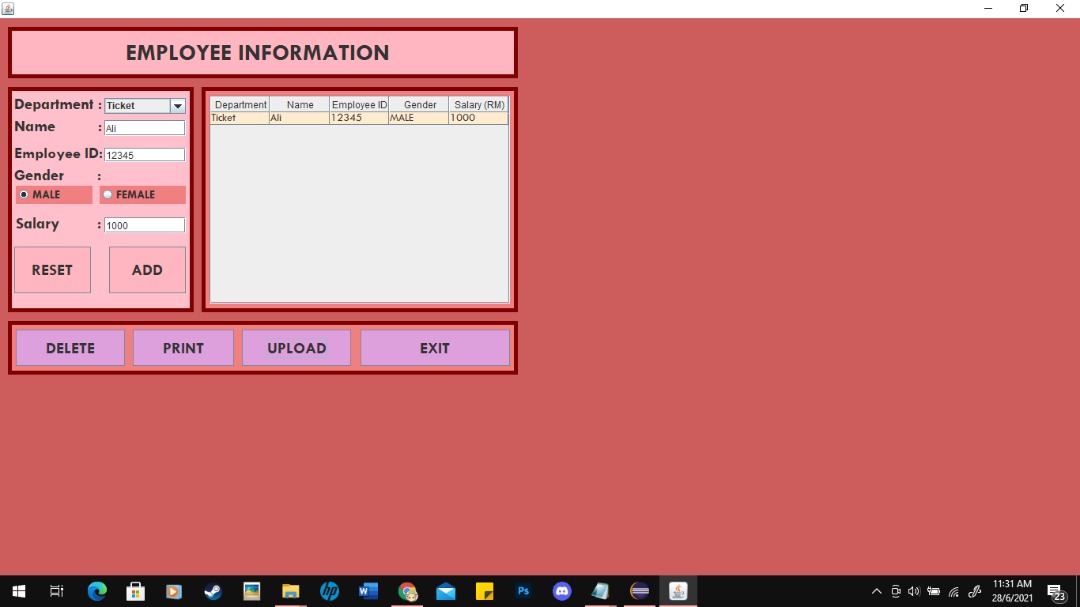 EMPLOYEE INFORMATION
Department : Ticket
Name : Ali
Employee ID: 12345
Gender :
MALE FEMALE
Salary : 1000
RESET ADD
Department Name Employee ID Gender Salary (RM)
Ticket Ali 12345 MALE 1000
DELETE PRINT UPLOAD EXIT
hp W Ps
11:31 AM
28/6/2021
23